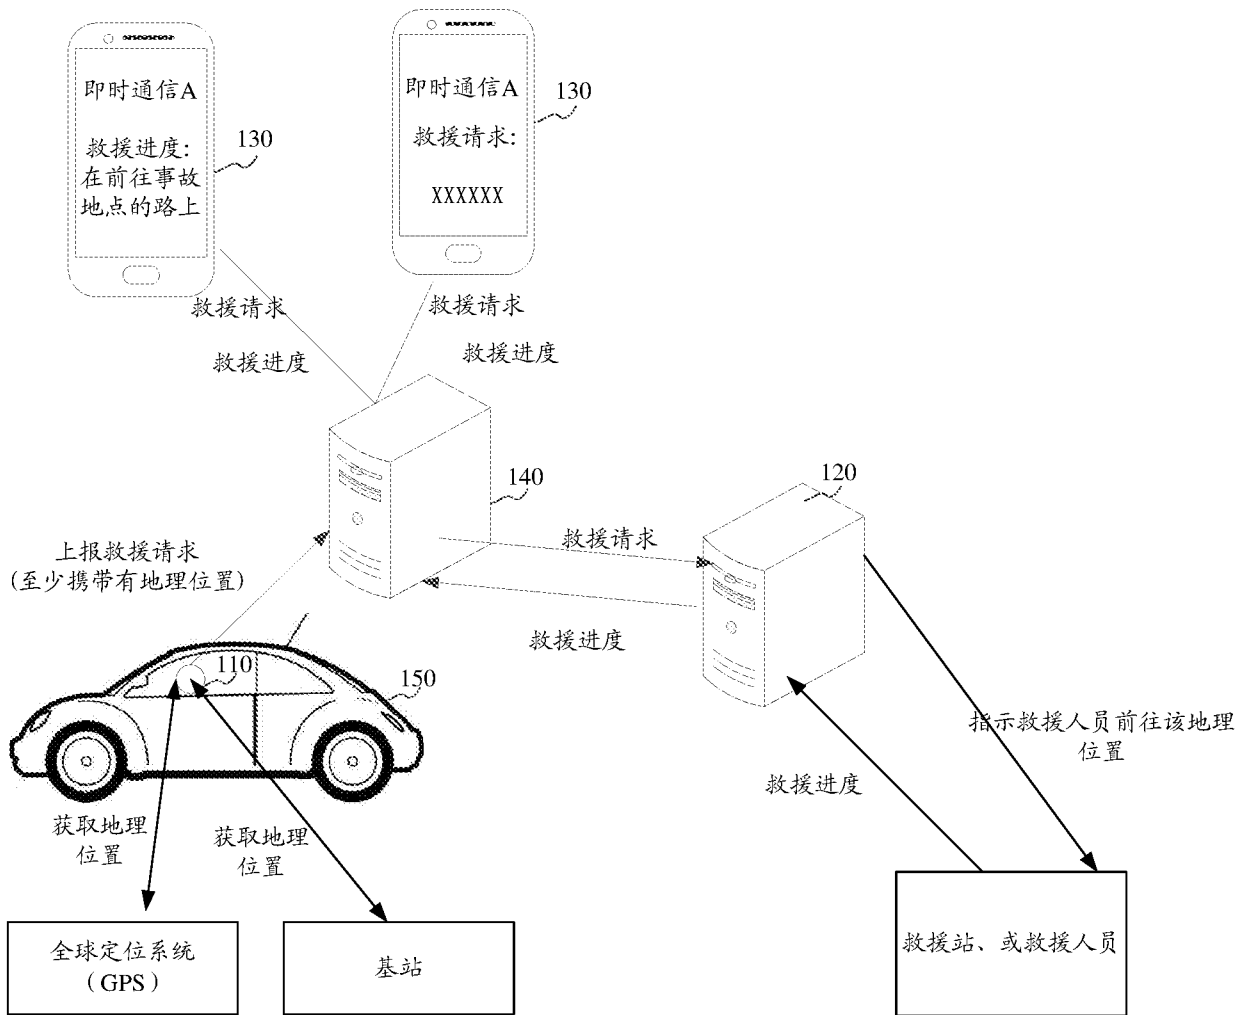 即时通信A
救援进度:
在前往事故
地点的路上
130
即时通信A
救援请求:
XXXXXX
130
救援请求
救援进度
救援请求
救援进度
140
120
上报救援请求
(至少携带有地理位置)
救援请求
救援进度
110
150
指示救援人员前往该地理
位置
救援进度
获取地理
位置
获取地理
位置
全球定位系统
(GPS)
基站
救援站、或救援人员